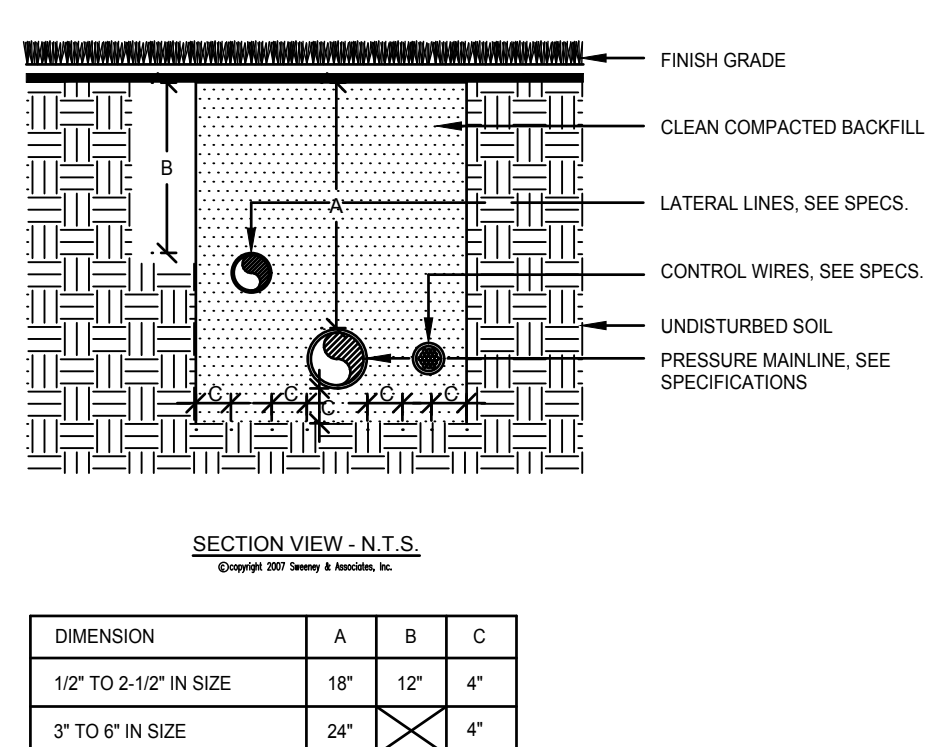 FINISH GRADE
CLEAN COMPACTED BACKFILL
B
A
LATERAL LINES, SEE SPECS.
CONTROL WIRES, SEE SPECS.
UNDISTURBED SOIL
PRESSURE MAINLINE, SEE
SPECIFICATIONS
C C C C
C
SECTION VIEW - N.T.S.
©copyright 2007 Sweeney & Associates, Inc.
DIMENSION A B C
1/2" TO 2-1/2" IN SIZE 18" 12" 4"
3" TO 6" IN SIZE 24" 4"